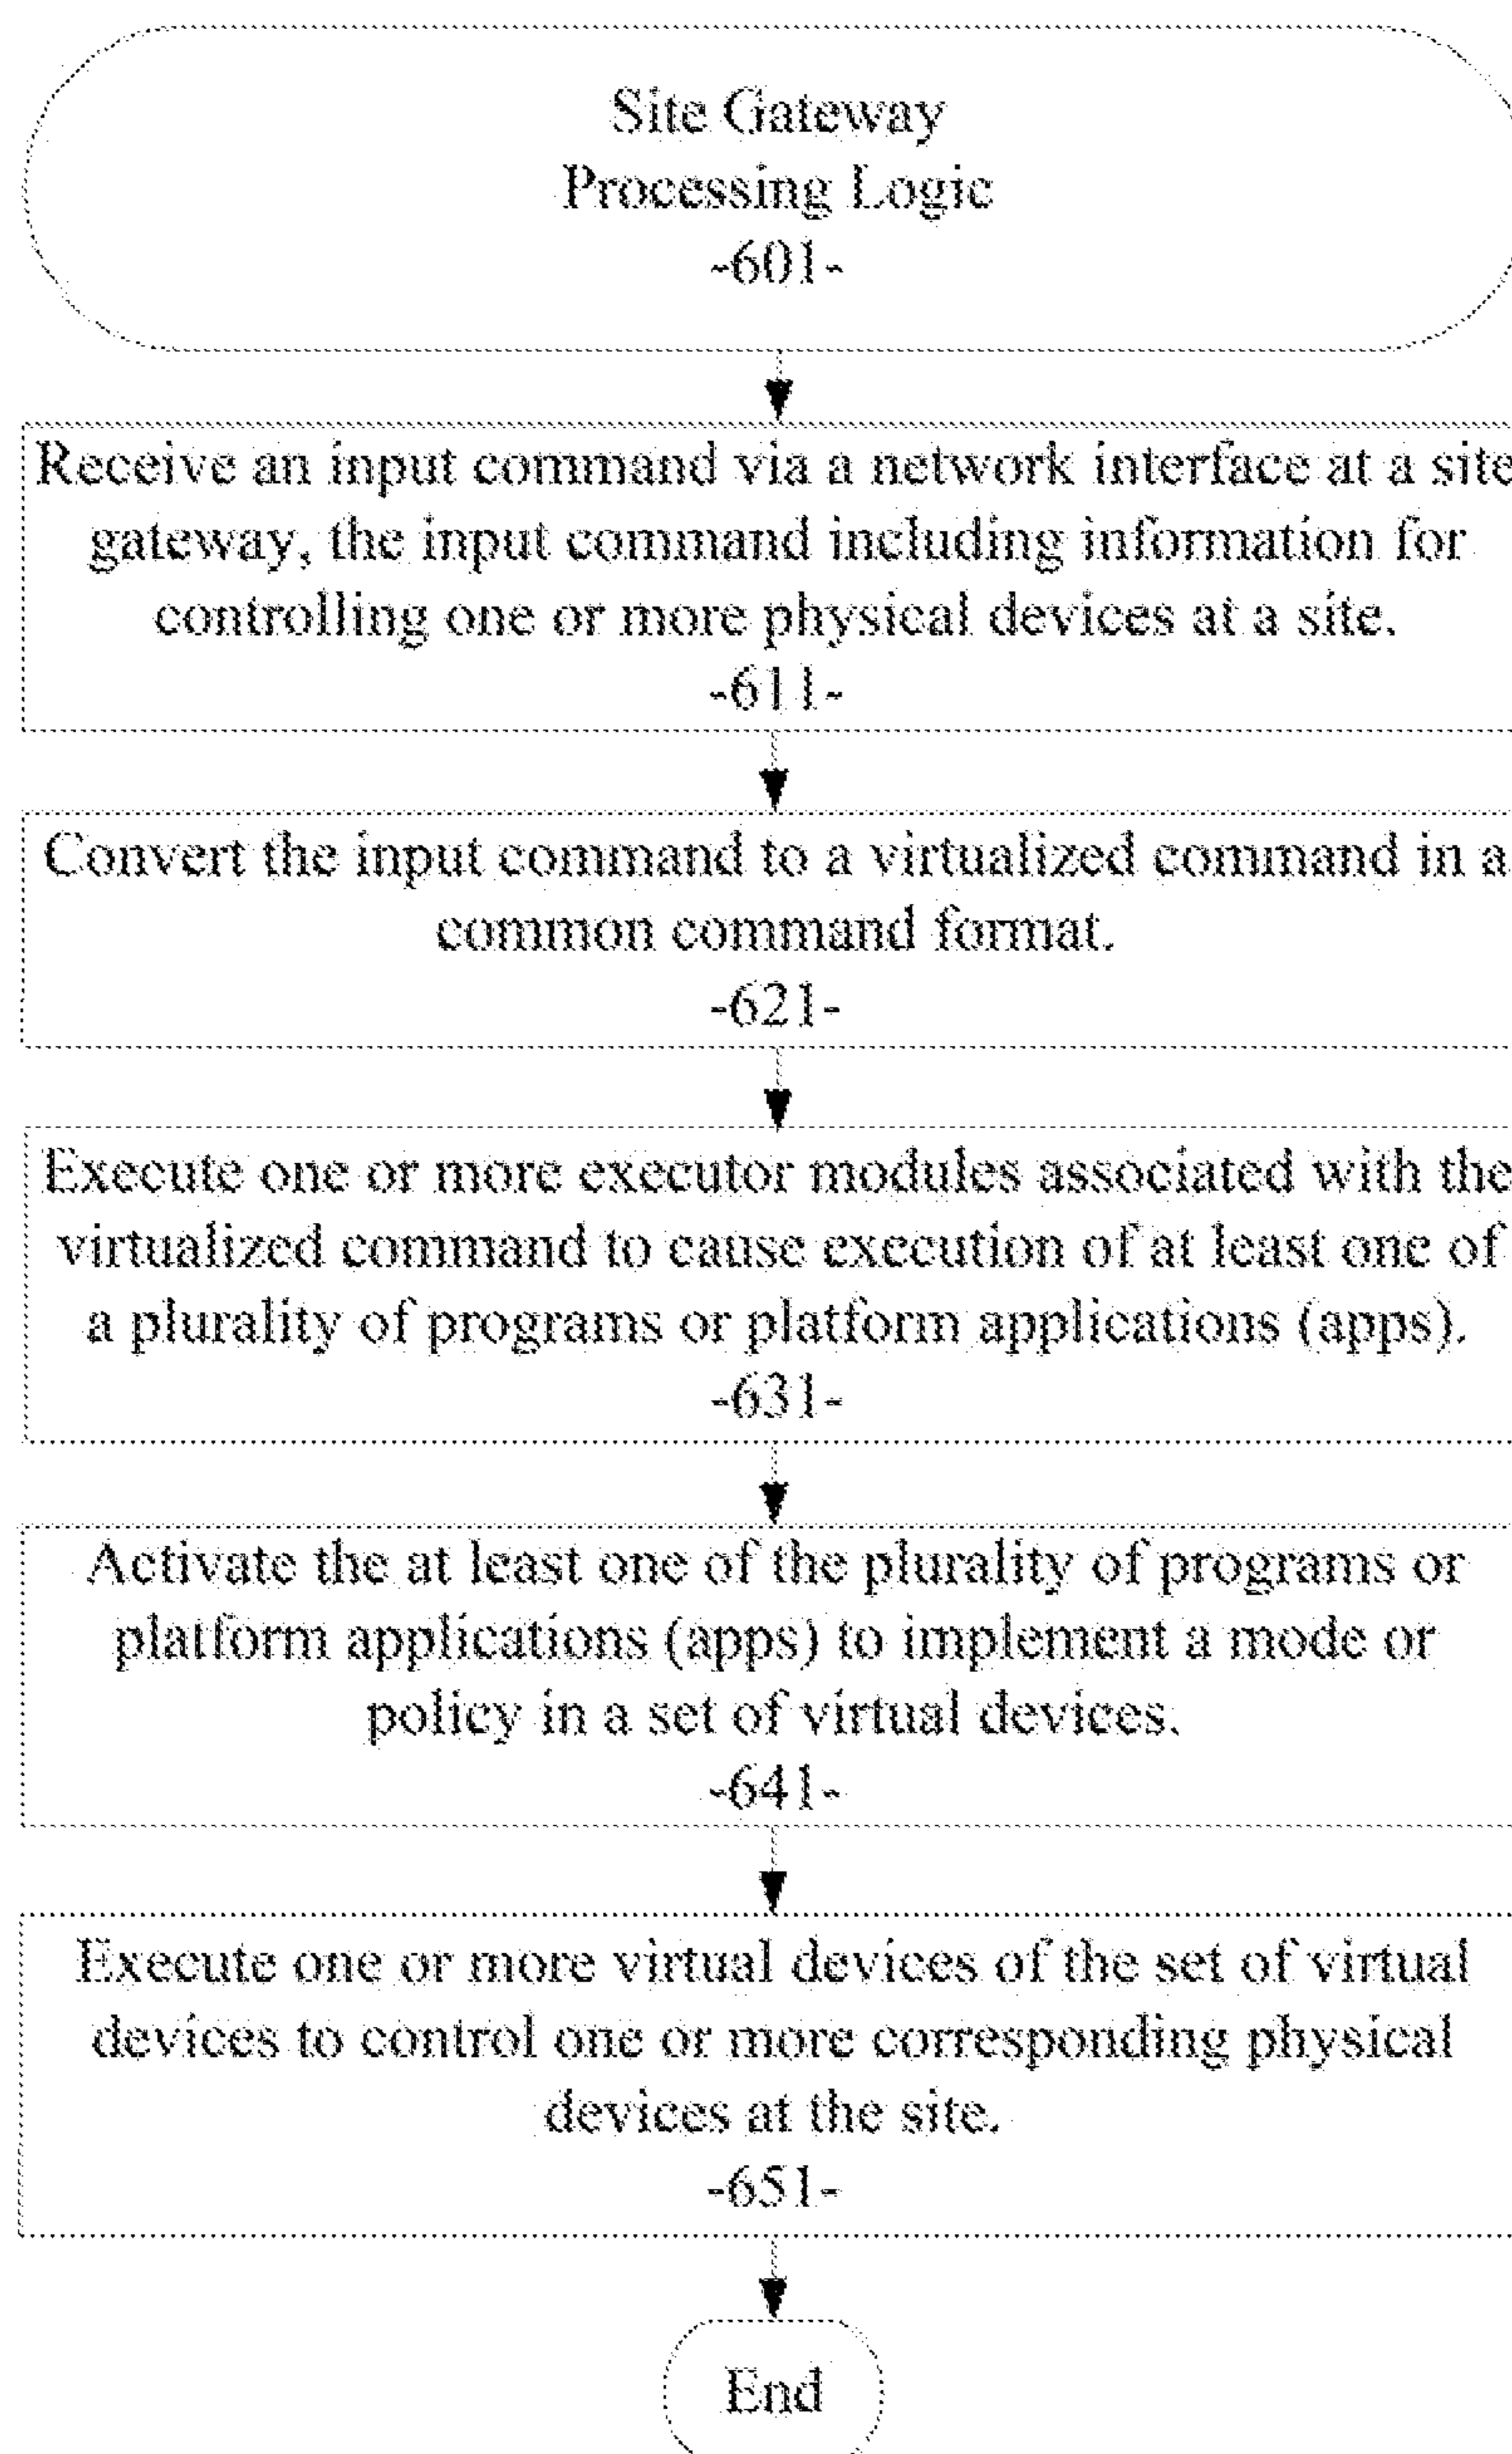 Site Gateway
Processing Logic
-601-
Receive an input command via a network interface at a site
gateway, the input command including information for
controlling one or more physical devices at a site.
-611-
Convert the input command to a virtualized command in a
common command format.
-621-
Execute one or more executor modules associated with the
virtualized command to cause execution of at least one of
a plurality of programs or platform applications (apps).
-631-
Activate the at least one of the plurality of programs or
platform applications (apps) to implement a mode or
policy in a set of virtual devices.
-641-
Execute one or more virtual devices of the set of virtual
devices to control one or more corresponding physical
devices at the site.
-651-
End